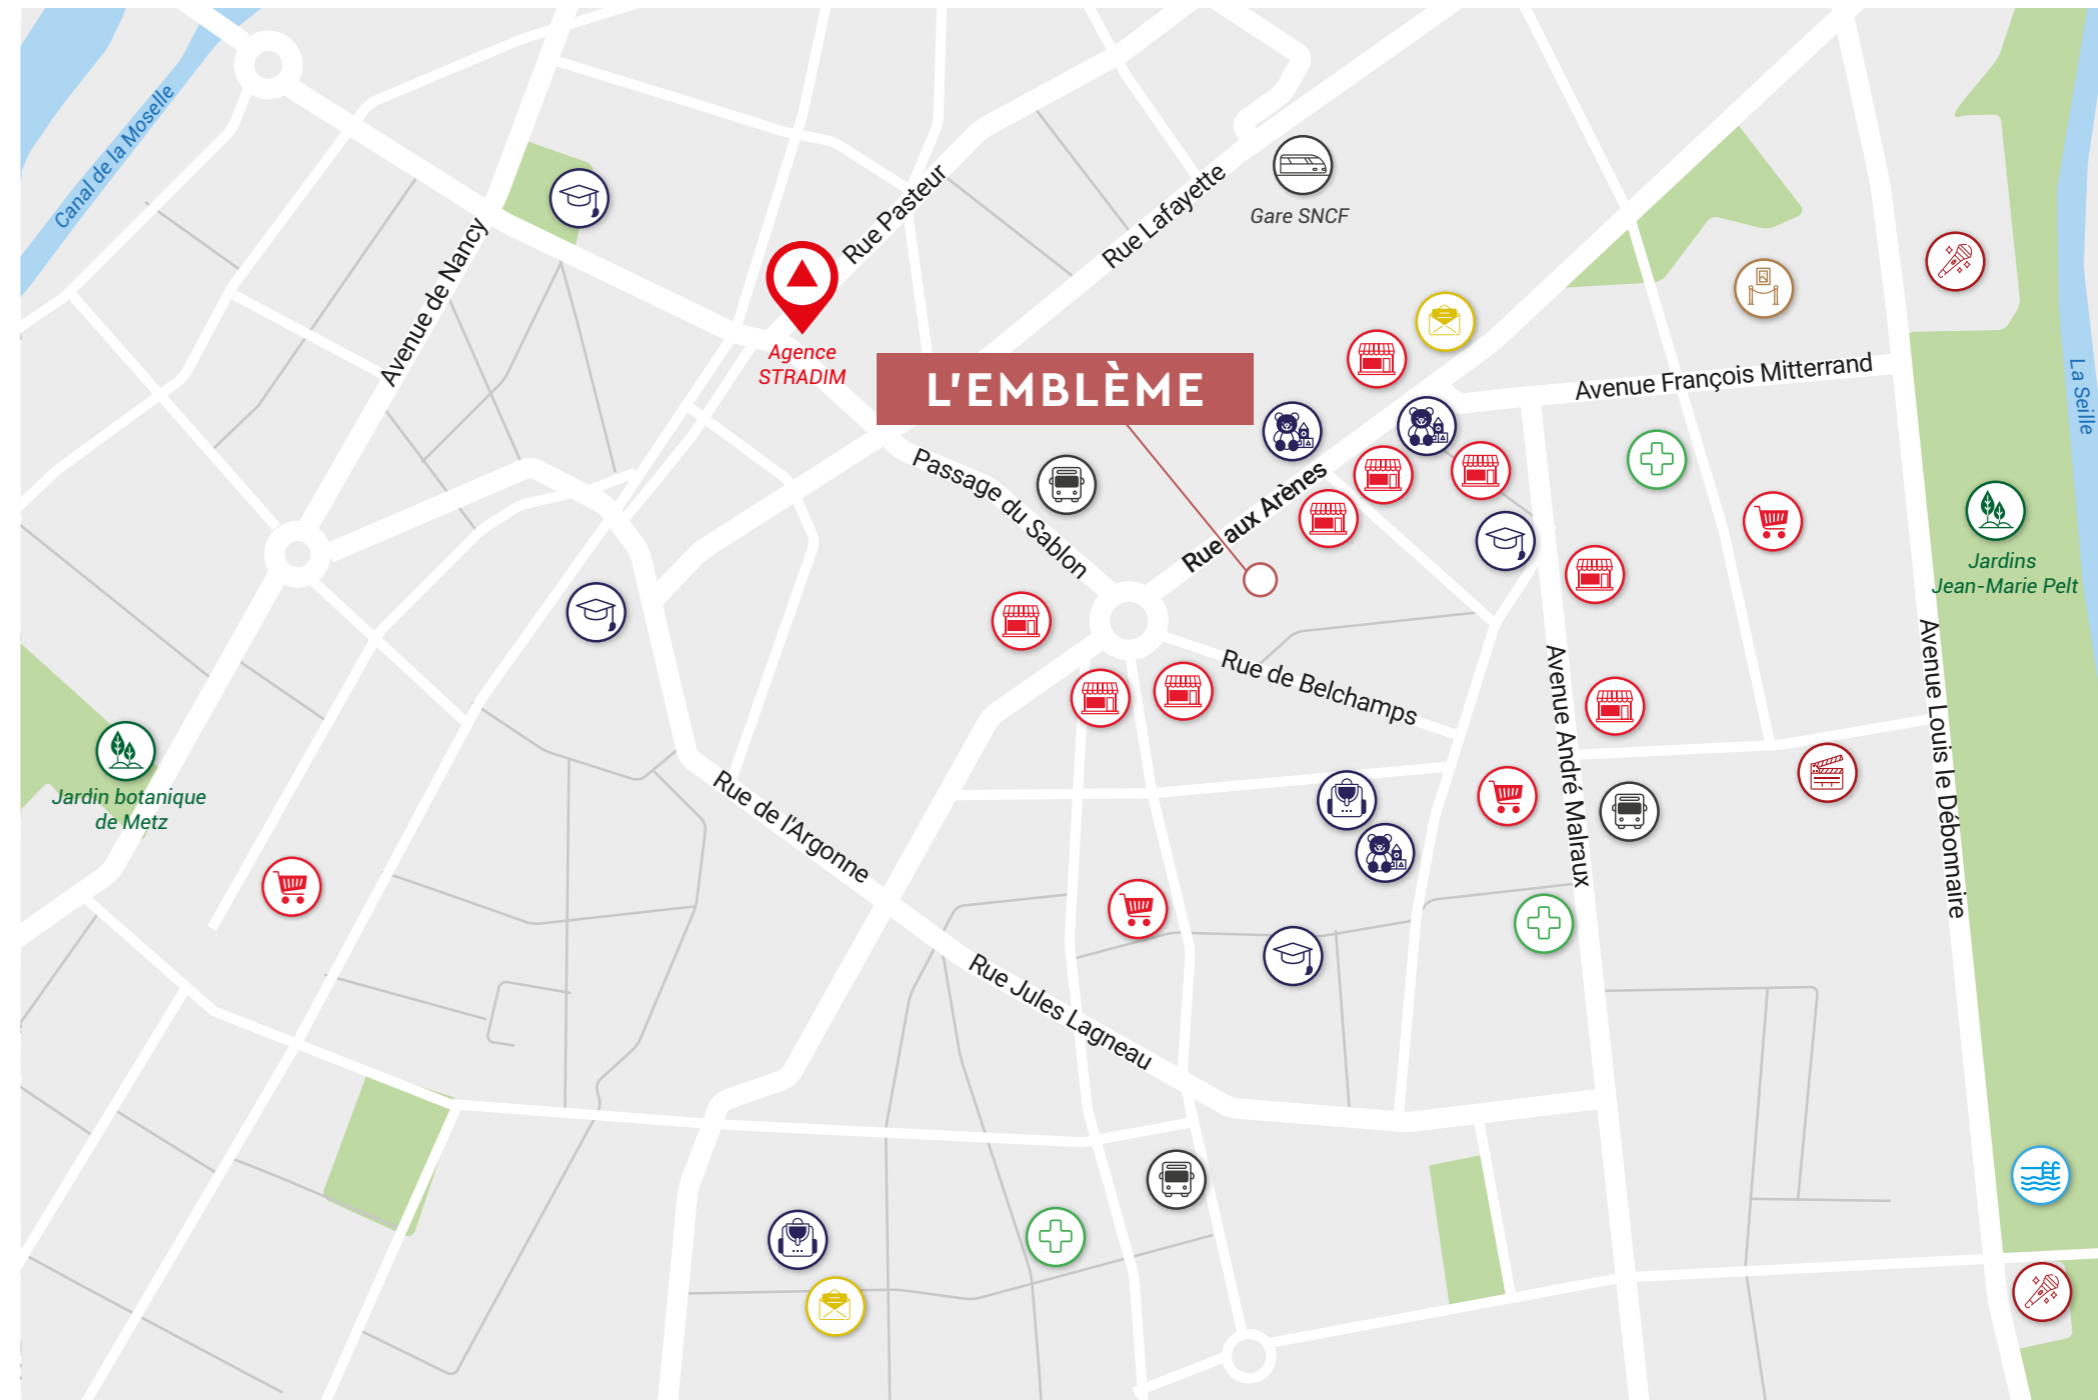 Canal de la Moselle
Avenue de Nancy
Rue Pasteur
Rue Lafayette
Gare SNCF
Agence
STRADIM
L'EMBLÈME
Avenue François Mitterrand
La Seille
Passage du Sablon
Rue aux Arènes
Jardins
Jean-Marie Pelt
Rue de Belchamps
Avenue André Malraux
Avenue Louis le Débonnaire
Jardin botanique
de Metz
Rue de l'Argonne
Rue Jules Lagneau